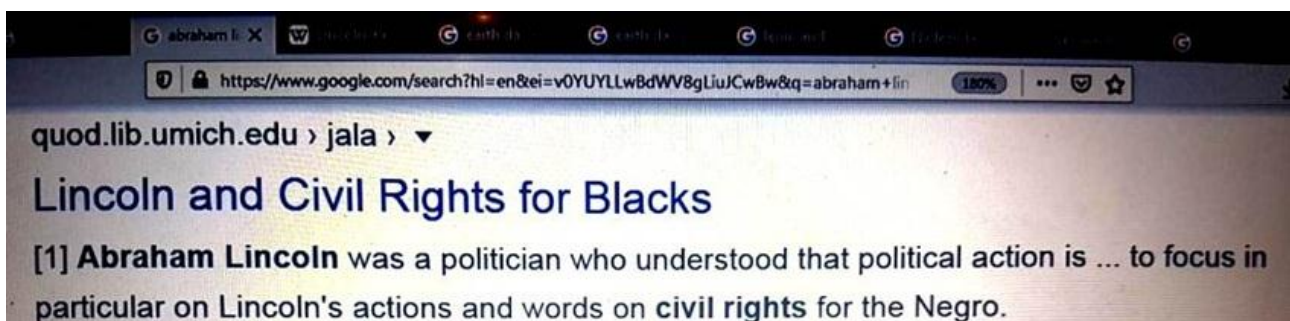 abraham li
https://www.google.com/search?hl=en&ei=v0YUYLLwBdWV8gLiuJCwBw&q=abraham+lin 180%
quod.lib.umich.edu › jala ›
Lincoln and Civil Rights for Blacks
[1] Abraham Lincoln was a politician who understood that political action is ... to focus in
particular on Lincoln's actions and words on civil rights for the Negro.